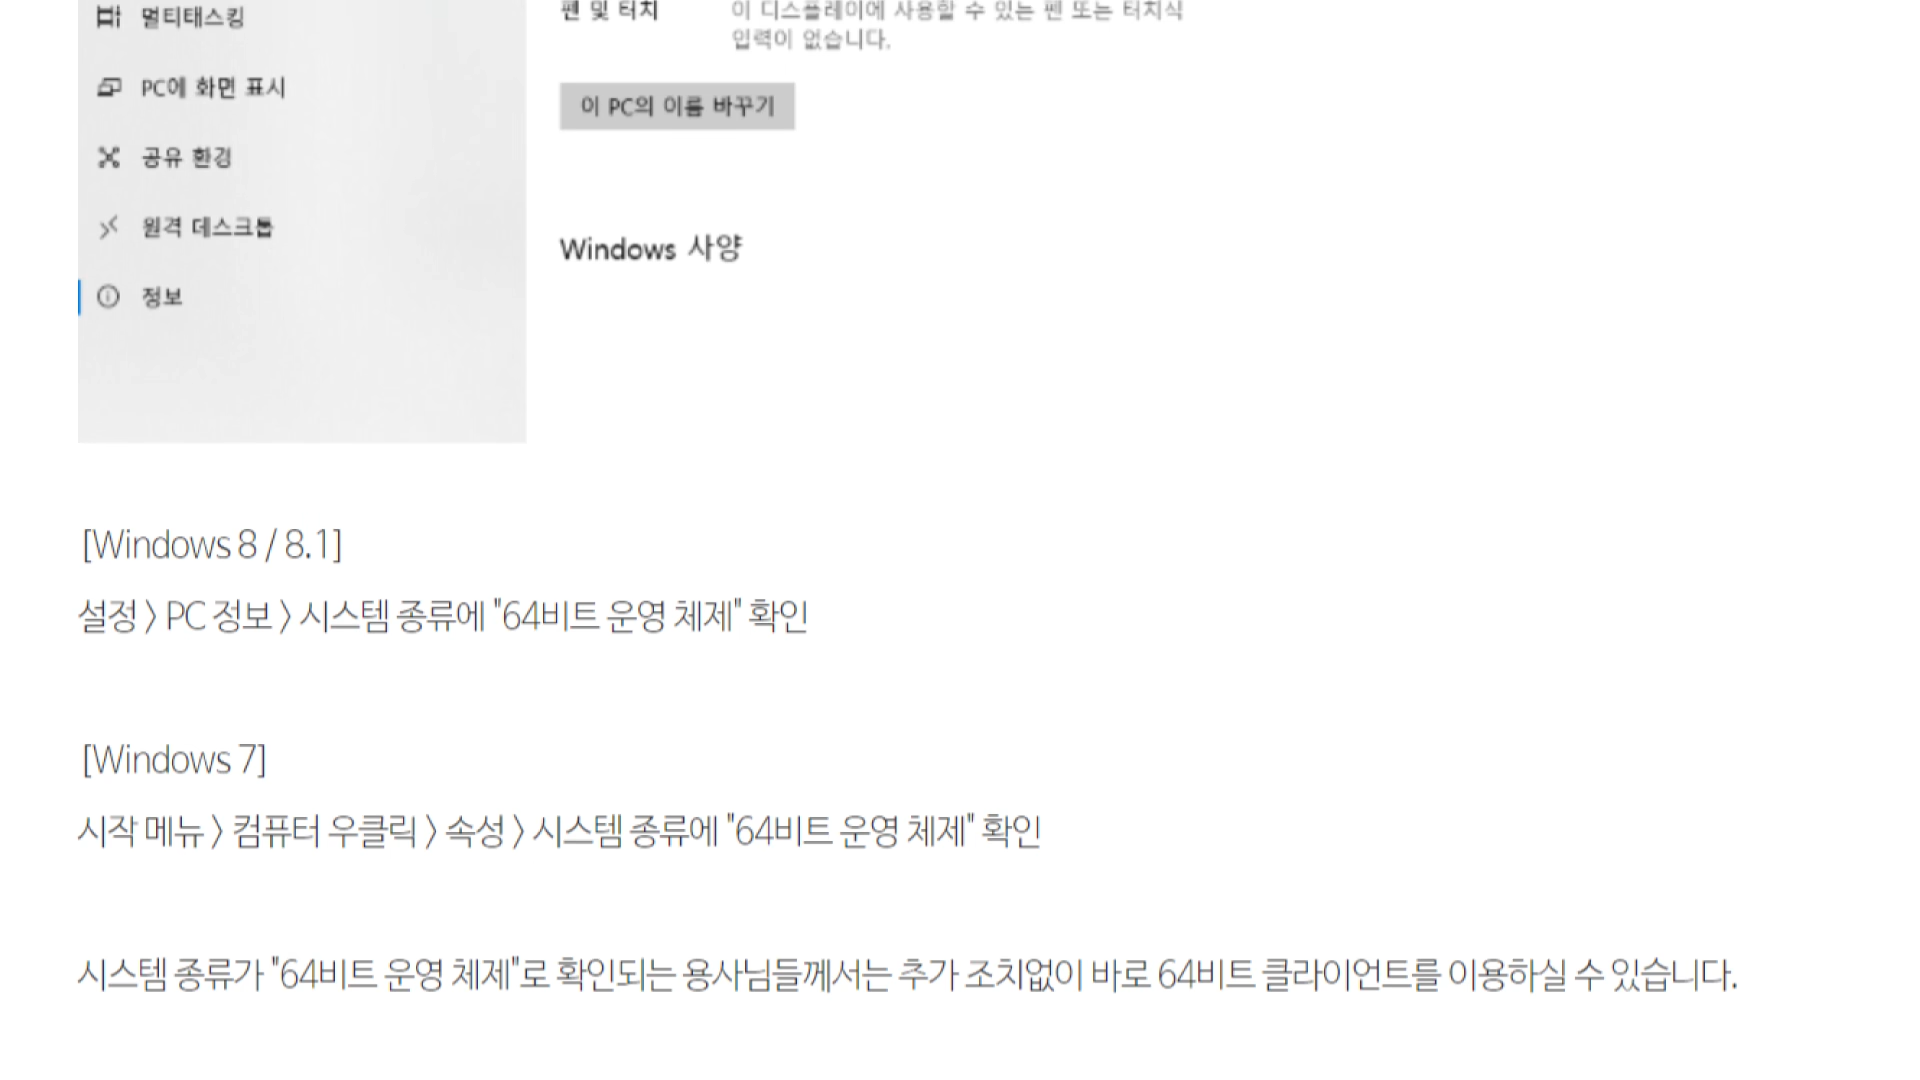 멀티태스킹
PC에 화면 표시
공유 환경
원격 데스크톱
정보
펜 및 터치
이 디스플레이에 사용할 수 있는 펜 또는 터치식
입력이 없습니다.
이 PC의 이름 바꾸기
Windows 사양
[Windows 8 / 8.1]
설정 〉 PC 정보 〉 시스템 종류에 "64비트 운영 체제" 확인
[Windows 7]
시작 메뉴 〉 컴퓨터 우클릭 〉 속성 〉 시스템 종류에 "64비트 운영 체제" 확인
시스템 종류가 "64비트 운영 체제"로 확인되는 용사님들께서는 추가 조치없이 바로 64비트 클라이언트를 이용하실 수 있습니다.